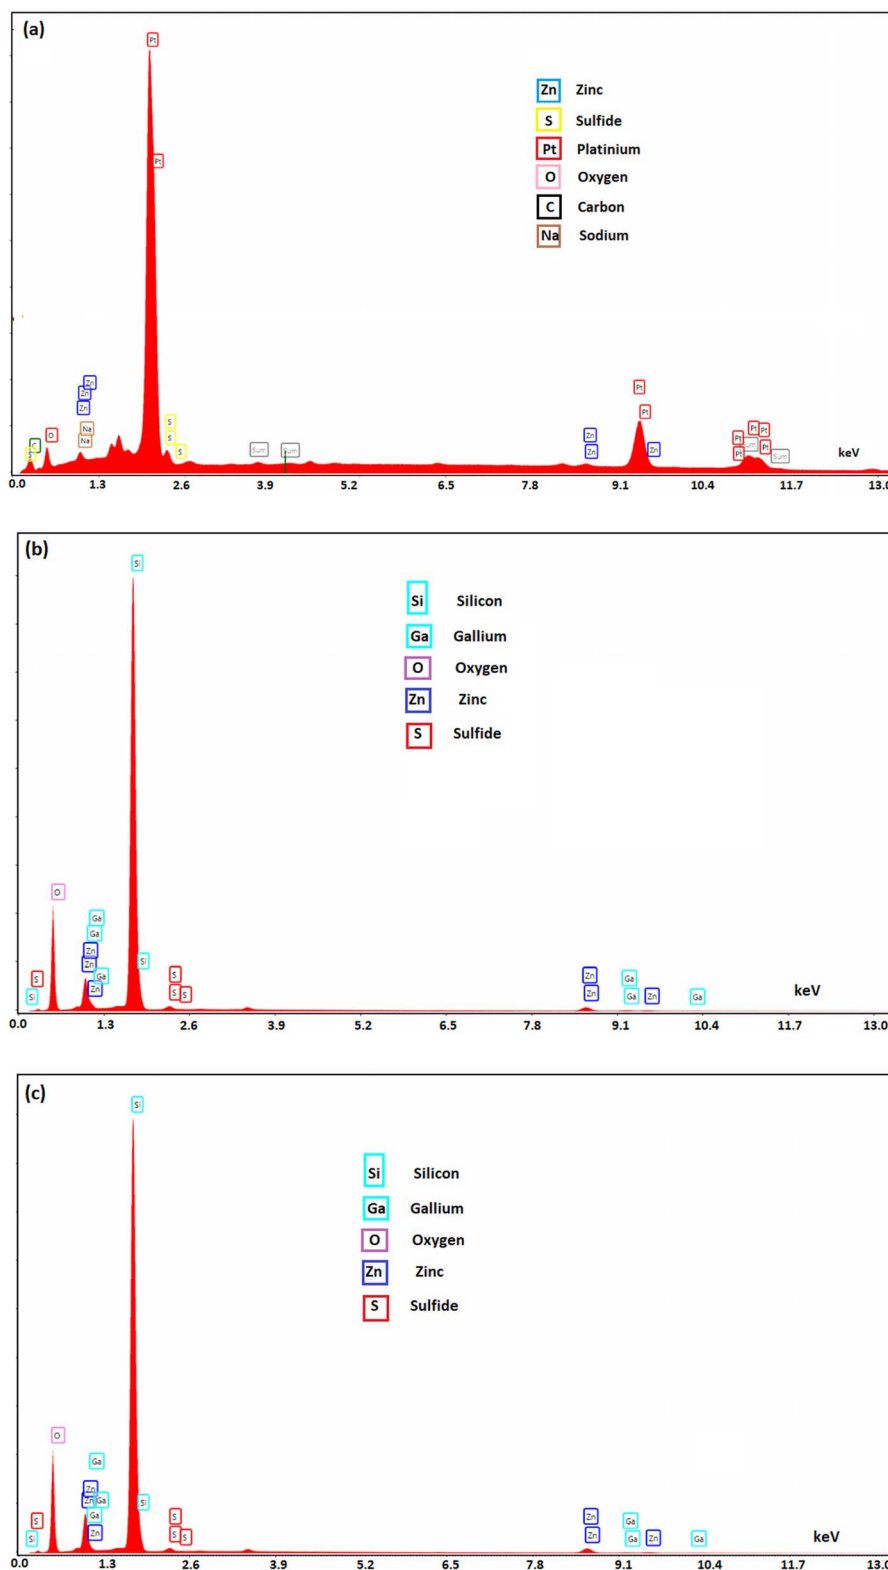 (a)
Pt
Pt
Zn Zinc
S Sulfide
Pt Platinium
O Oxygen
C Carbon
Na Sodium
Zn
Zn
Zn
Na
Na
O
C
S
S
S
S
Sum
Sum
Zn
Zn
Zn
Pt
Pt
Pt
Pt
Pt
Pt
Pt
Sum
Sum
keV
0.0 1.3 2.6 3.9 5.2 6.5 7.8 9.1 10.4 11.7 13.0
(b)
Si
Si Silicon
Ga Gallium
O Oxygen
Zn Zinc
S Sulfide
O
Ga
Ga
Zn
Zn
Ga
Zn
S
Si
Si
S
S
S
Zn
Zn
Ga
Ga
Zn
Ga
keV
0.0 1.3 2.6 3.9 5.2 6.5 7.8 9.1 10.4 11.7 13.0
(c)
Si
Si Silicon
Ga Gallium
O Oxygen
Zn Zinc
S Sulfide
O
Ga
Zn
Zn
Ga
Ga
Zn
S
Si
Si
S
S
S
Zn
Zn
Ga
Ga
Zn
Ga
keV
0.0 1.3 2.6 3.9 5.2 6.5 7.8 9.1 10.4 11.7 13.0